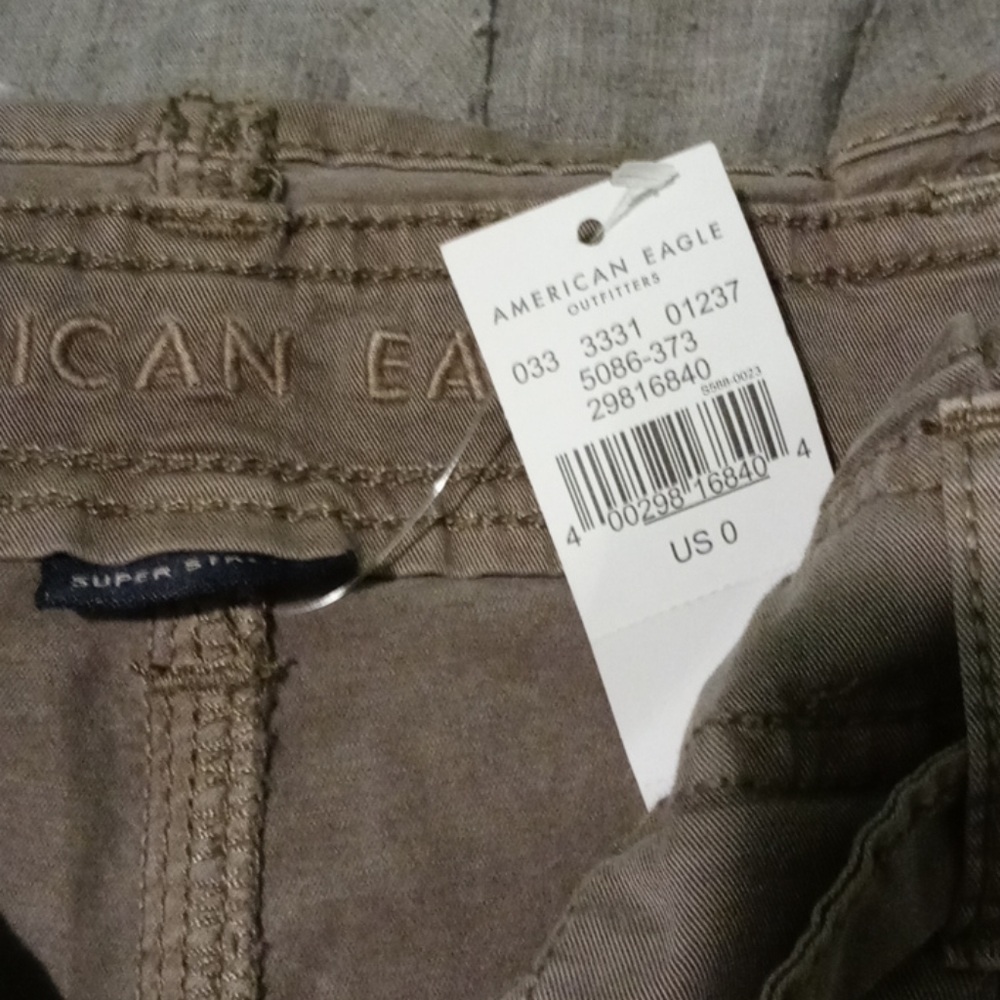 ICAN EA
AMERICAN EAGLE
OUTFITTERS
033 3331 01237
5086-373
29816840
S588-0023
4 00298 16840 4
US 0
SUPER